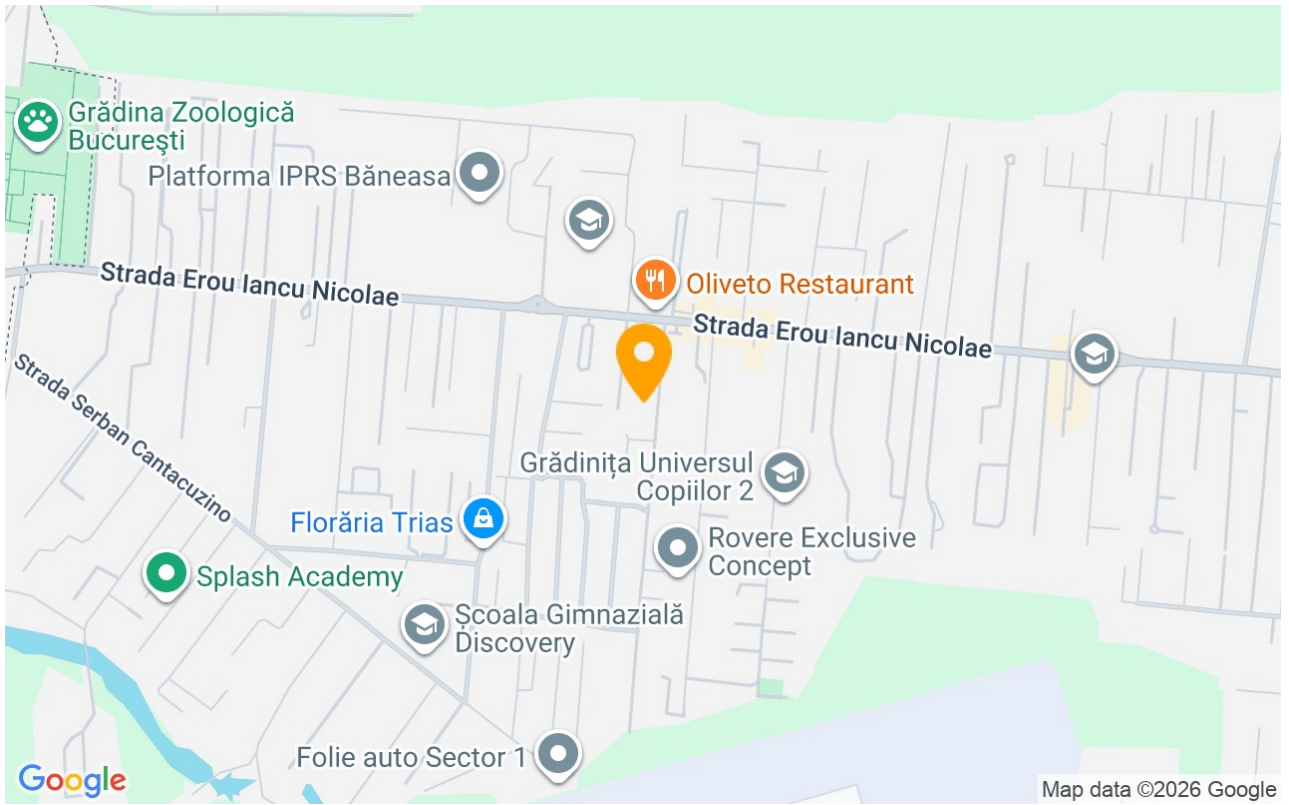 Grădina Zoologică
București
Platforma IPRS Băneasa
Strada Erou Iancu Nicolae
Oliveto Restaurant
Strada Erou Iancu Nicolae
Strada Serban Cantacuzino
Grădinița Universul
Copiilor 2
Florăria Trias
Rovere Exclusive
Concept
Splash Academy
Școala Gimnazială
Discovery
Folie auto Sector 1
Google
Map data ©2026 Google